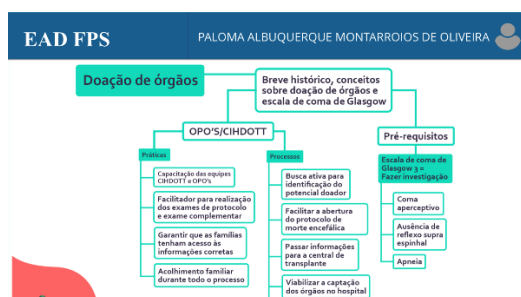 EAD FPS
PALOMA ALBUQUERQUE MONTARROIOS DE OLIVEIRA
Doação de órgãos
Breve histórico, conceitos
sobre doação de órgãos e
escala de coma de Glasgow
OPO'S/CIHDOTT
Pré-requisitos
Práticas
Capacitação das equipes
CIHDOTT e OPO's
Facilitador para realização
dos exames de protocolo
e exame complementar
Garantir que as famílias
tenham acesso às
informações corretas
Acolhimento familiar
durante todo o processo
Processos
Busca ativa para
identificação do
potencial doador
Facilitar a abertura
do protocolo de
morte encefálica
Passar informações
para a central de
transplante
Viabilizar a captação
dos órgãos no hospital
Escala de coma de
Glasgow 3 =
Fazer investigação
Coma
aperceptivo
Ausência de
reflexo supra
espinhal
Apneia